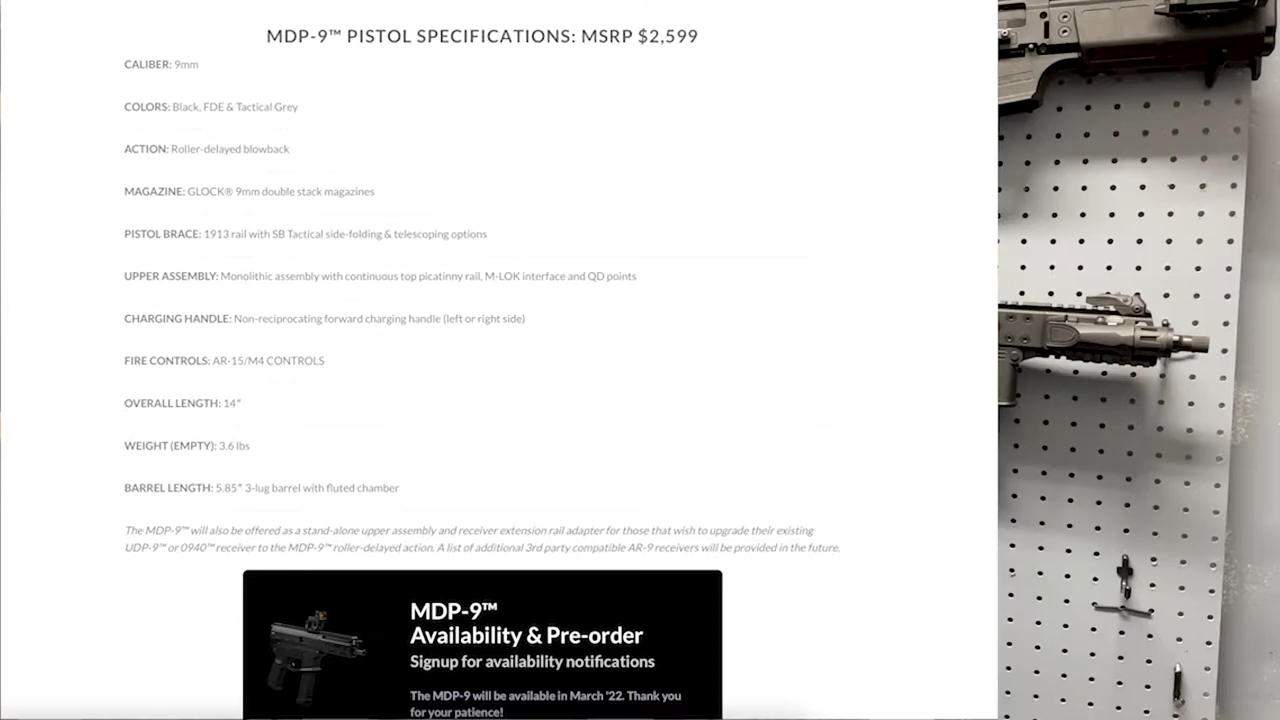 MDP-9™ PISTOL SPECIFICATIONS: MSRP $2,599
CALIBER: 9mm
COLORS: Black, FDE & Tactical Grey
ACTION: Roller-delayed blowback
MAGAZINE: GLOCK® 9mm double stack magazines
PISTOL BRACE: 1913 rail with SB Tactical side-folding & telescoping options
UPPER ASSEMBLY: Monolithic assembly with continuous top picatinny rail, M-LOK interface and QD points
CHARGING HANDLE: Non-reciprocating forward charging handle (left or right side)
FIRE CONTROLS: AR-15/M4 CONTROLS
OVERALL LENGTH: 14″
WEIGHT (EMPTY): 3.6 lbs
BARREL LENGTH: 5.85″ 3-lug barrel with fluted chamber
The MDP-9™ will also be offered as a stand-alone upper assembly and receiver extension rail adapter for those that wish to upgrade their existing
UDP-9™ or 0940™ receiver to the MDP-9™ roller-delayed action. A list of additional 3rd party compatible AR-9 receivers will be provided in the future.
MDP-9™
Availability & Pre-order
Signup for availability notifications
The MDP-9 will be available in March '22. Thank you
for your patience!